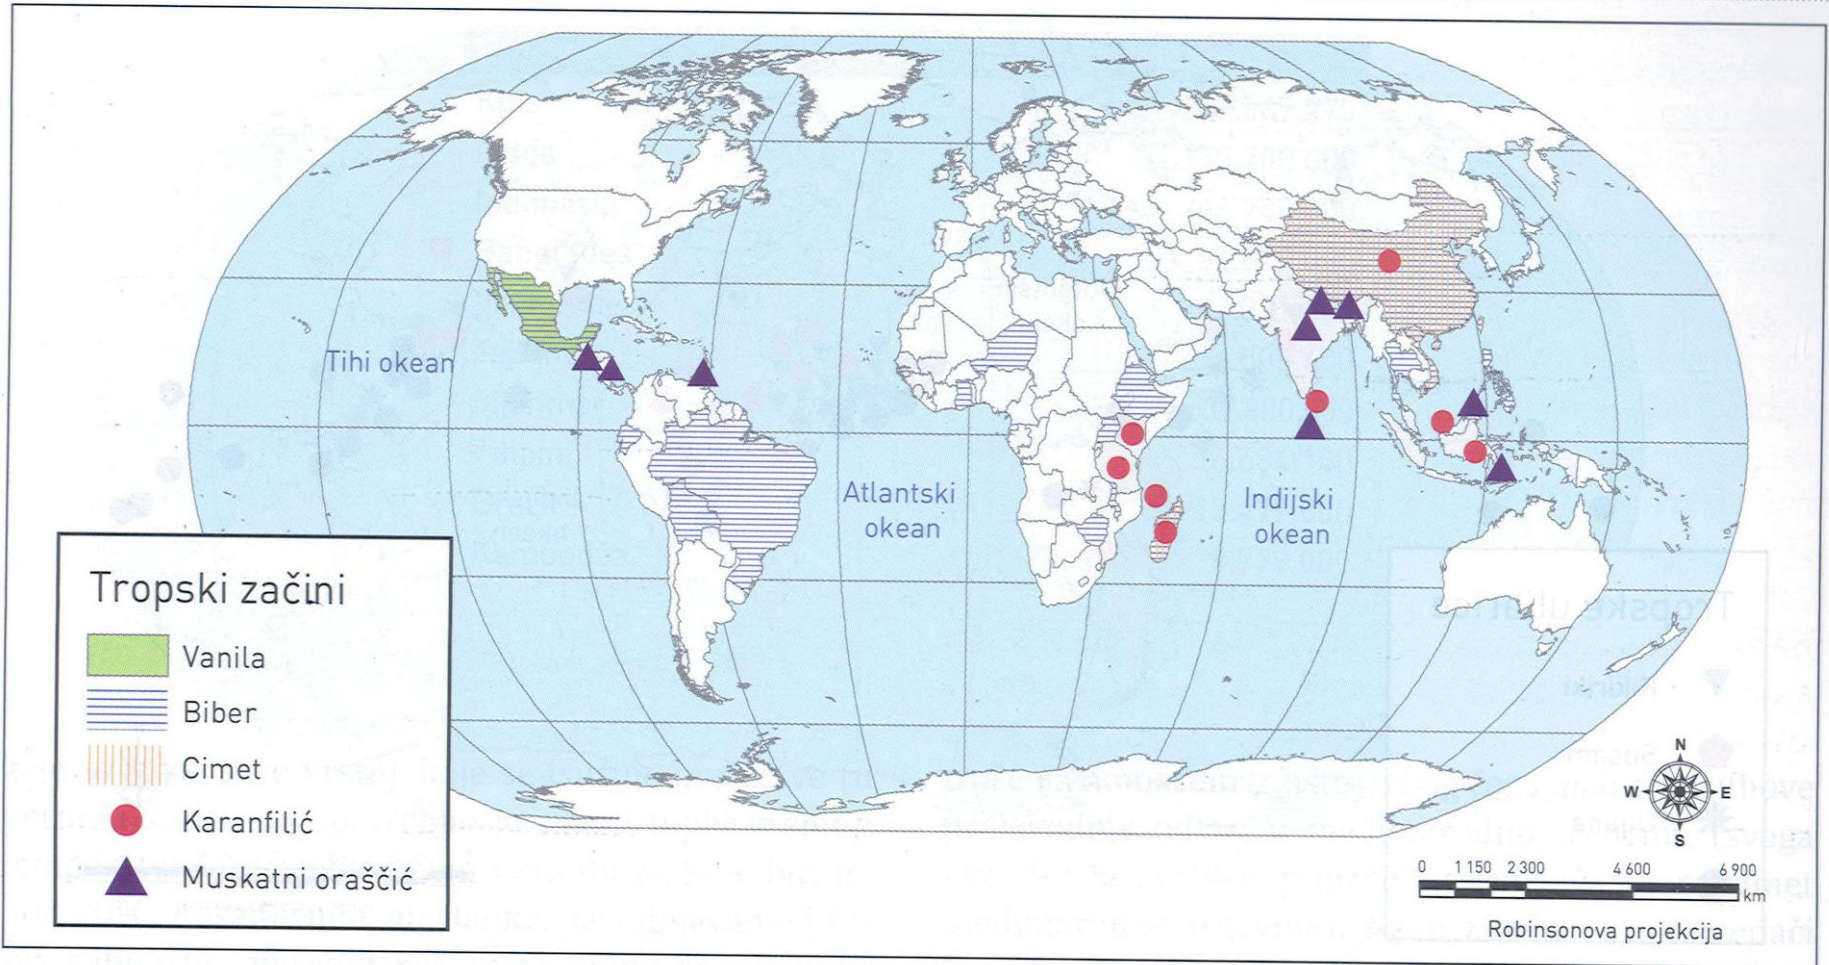 Tihi okean
Atlantski
okean
Indijski
okean
Tropski začini
Vanila
Biber
Cimet
Karanfilić
Muskatni oraščić
N
W
E
S
0 1 150 2 300 4 600 6 900
km
Robinsonova projekcija